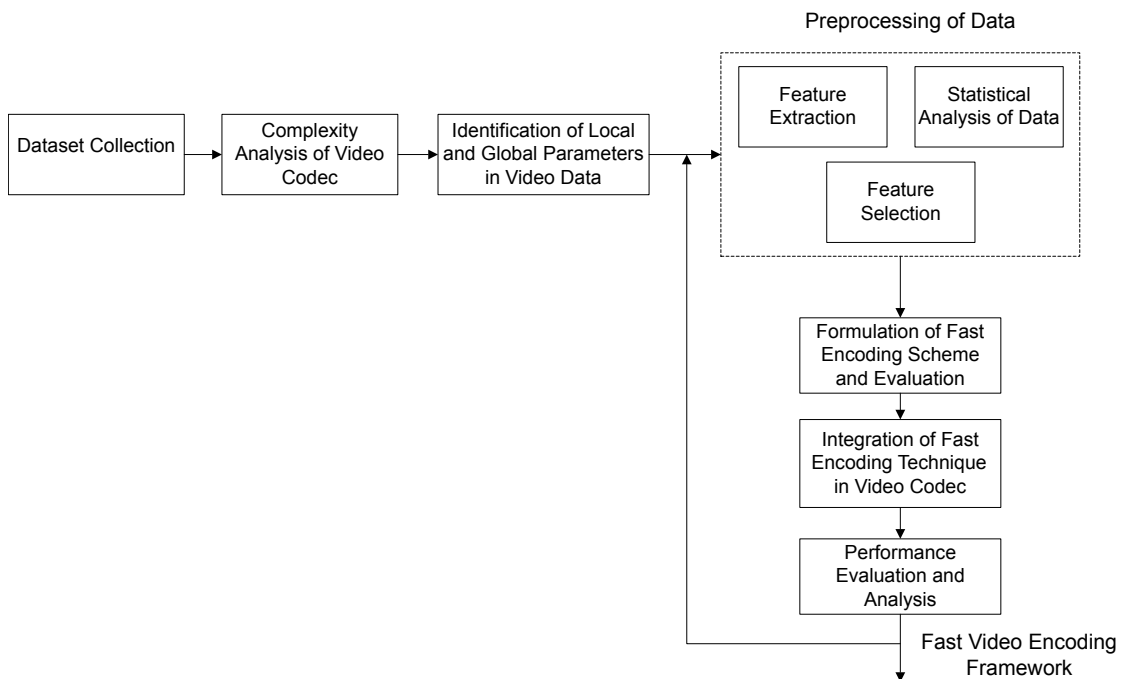 Preprocessing of Data
Dataset Collection
Complexity
Analysis of Video
Codec
Identification of Local
and Global Parameters
in Video Data
Feature
Extraction
Statistical
Analysis of Data
Feature
Selection
Formulation of Fast
Encoding Scheme
and Evaluation
Integration of Fast
Encoding Technique
in Video Codec
Performance
Evaluation and
Analysis
Fast Video Encoding
Framework